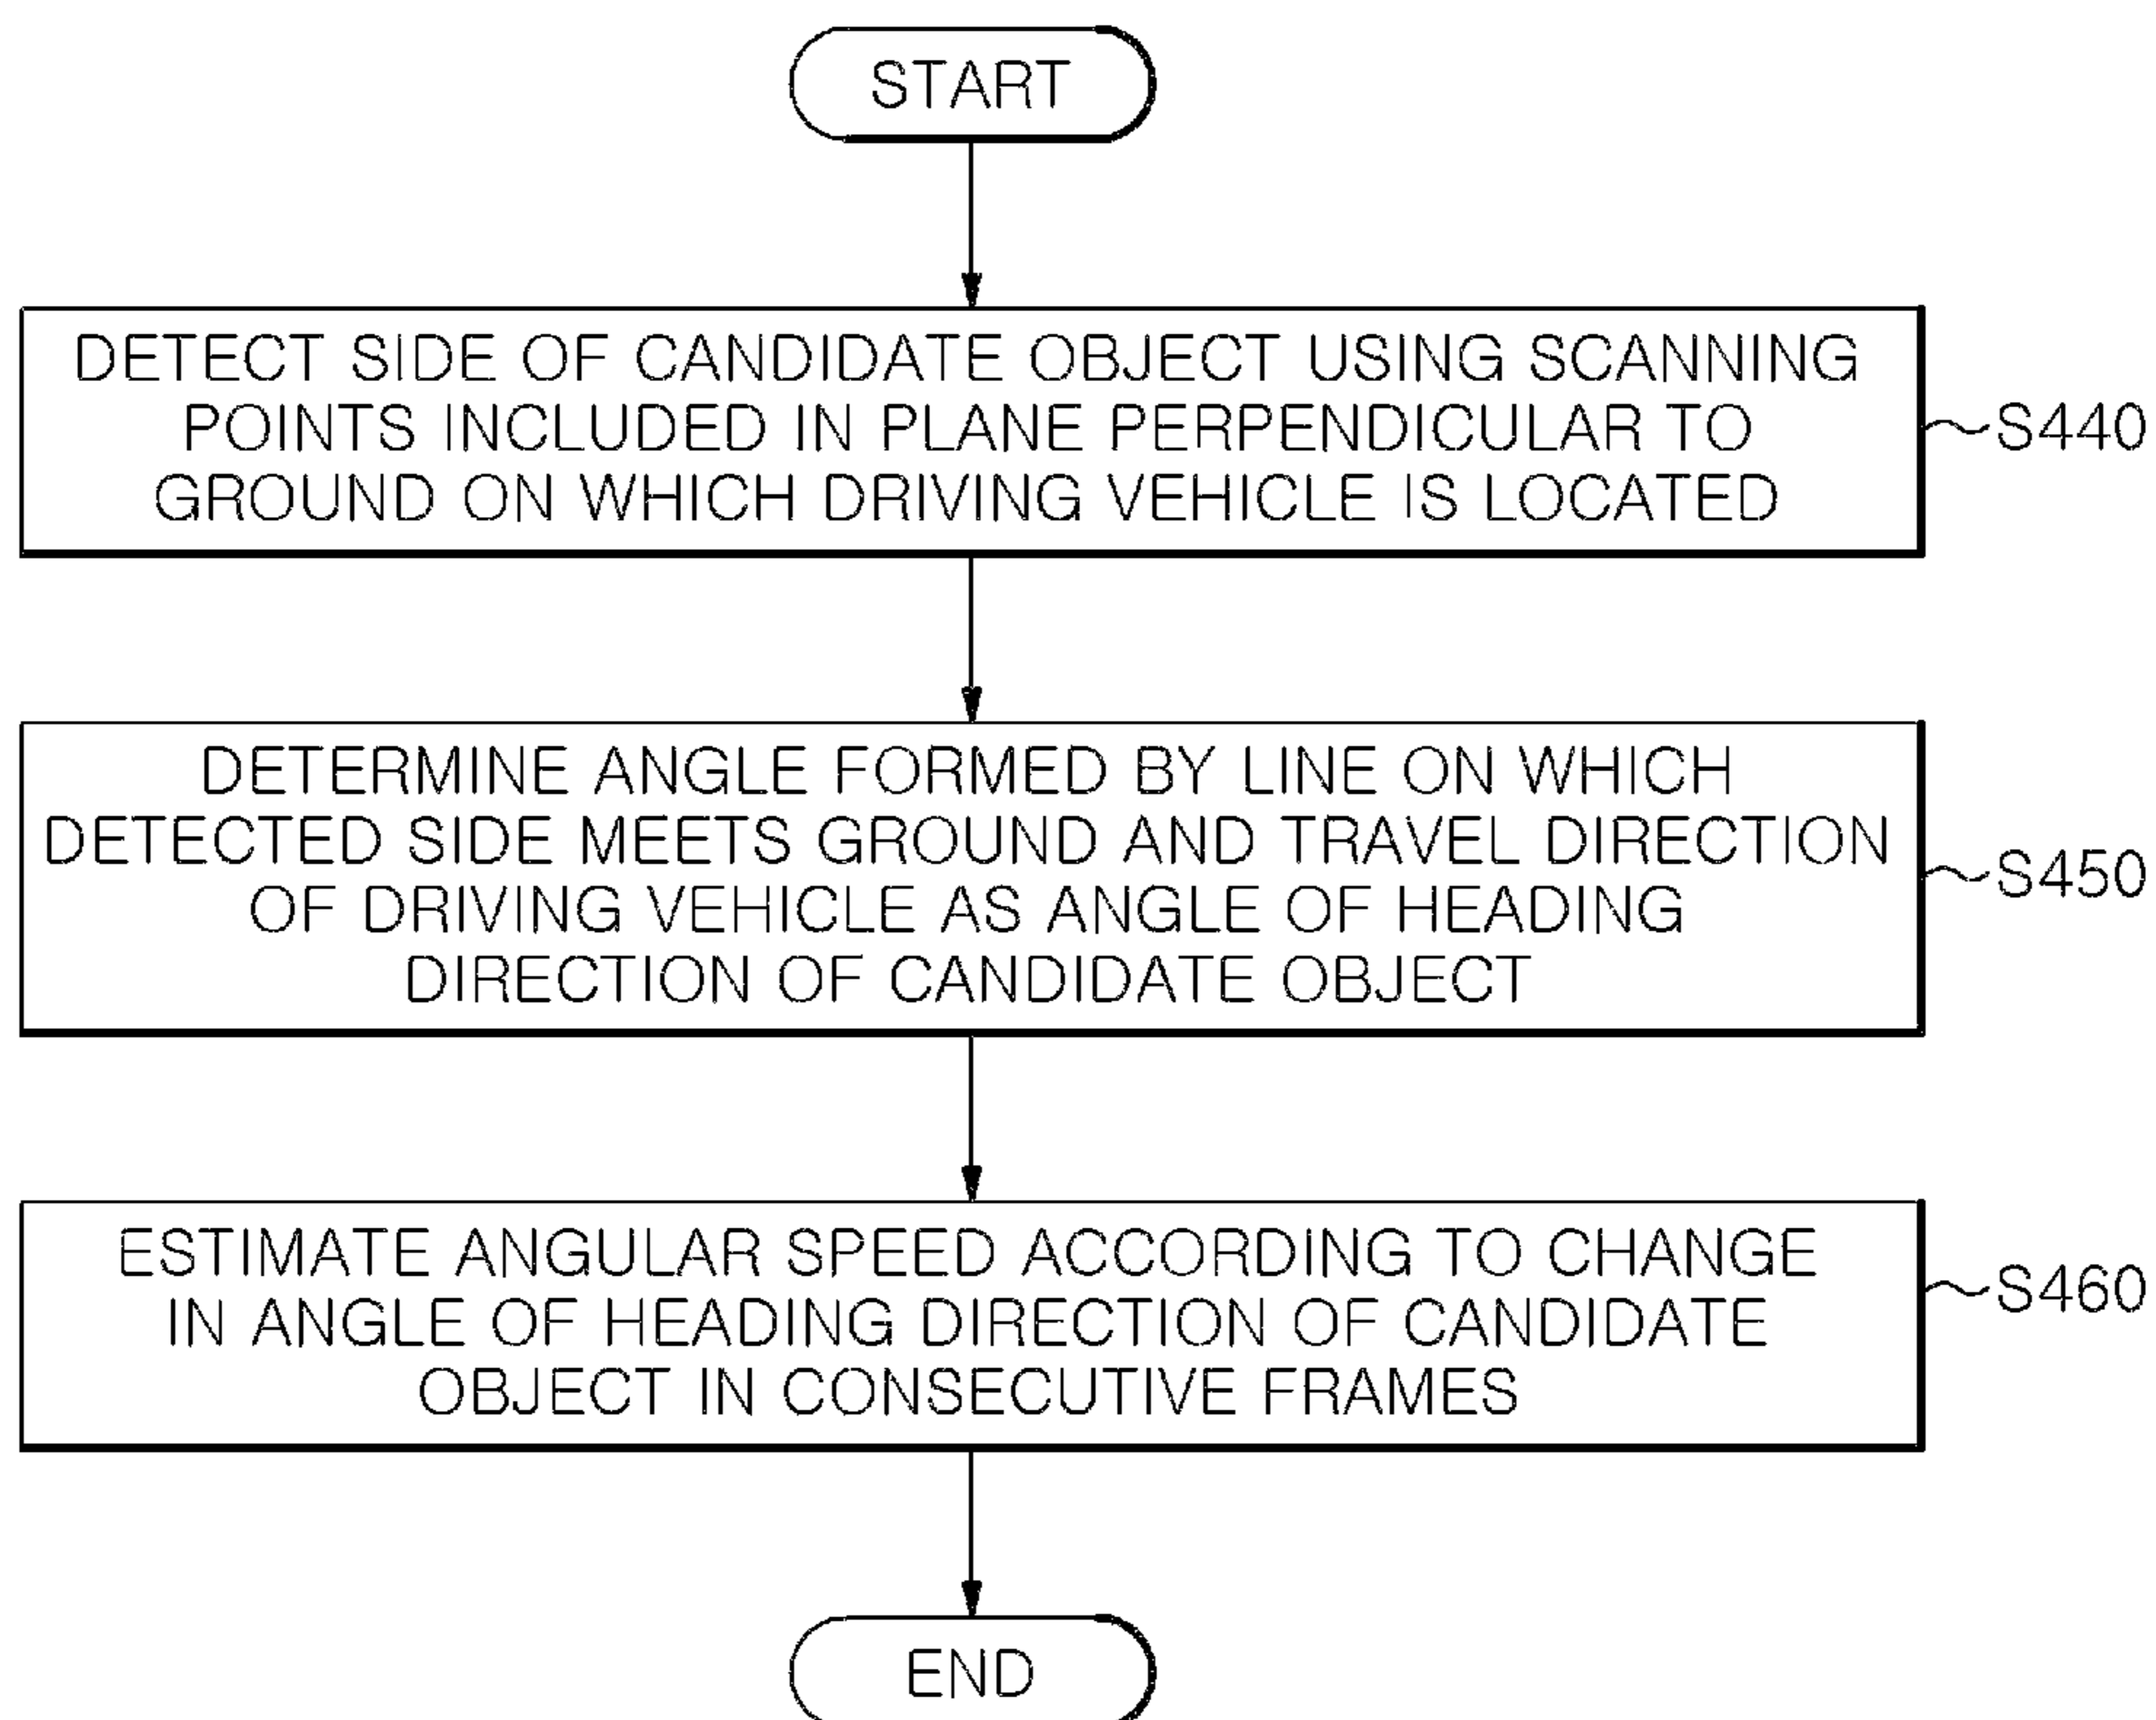 START
DETECT SIDE OF CANDIDATE OBJECT USING SCANNING
POINTS INCLUDED IN PLANE PERPENDICULAR TO
GROUND ON WHICH DRIVING VEHICLE IS LOCATED
S440
DETERMINE ANGLE FORMED BY LINE ON WHICH
DETECTED SIDE MEETS GROUND AND TRAVEL DIRECTION
OF DRIVING VEHICLE AS ANGLE OF HEADING
DIRECTION OF CANDIDATE OBJECT
S450
ESTIMATE ANGULAR SPEED ACCORDING TO CHANGE
IN ANGLE OF HEADING DIRECTION OF CANDIDATE
OBJECT IN CONSECUTIVE FRAMES
S460
END